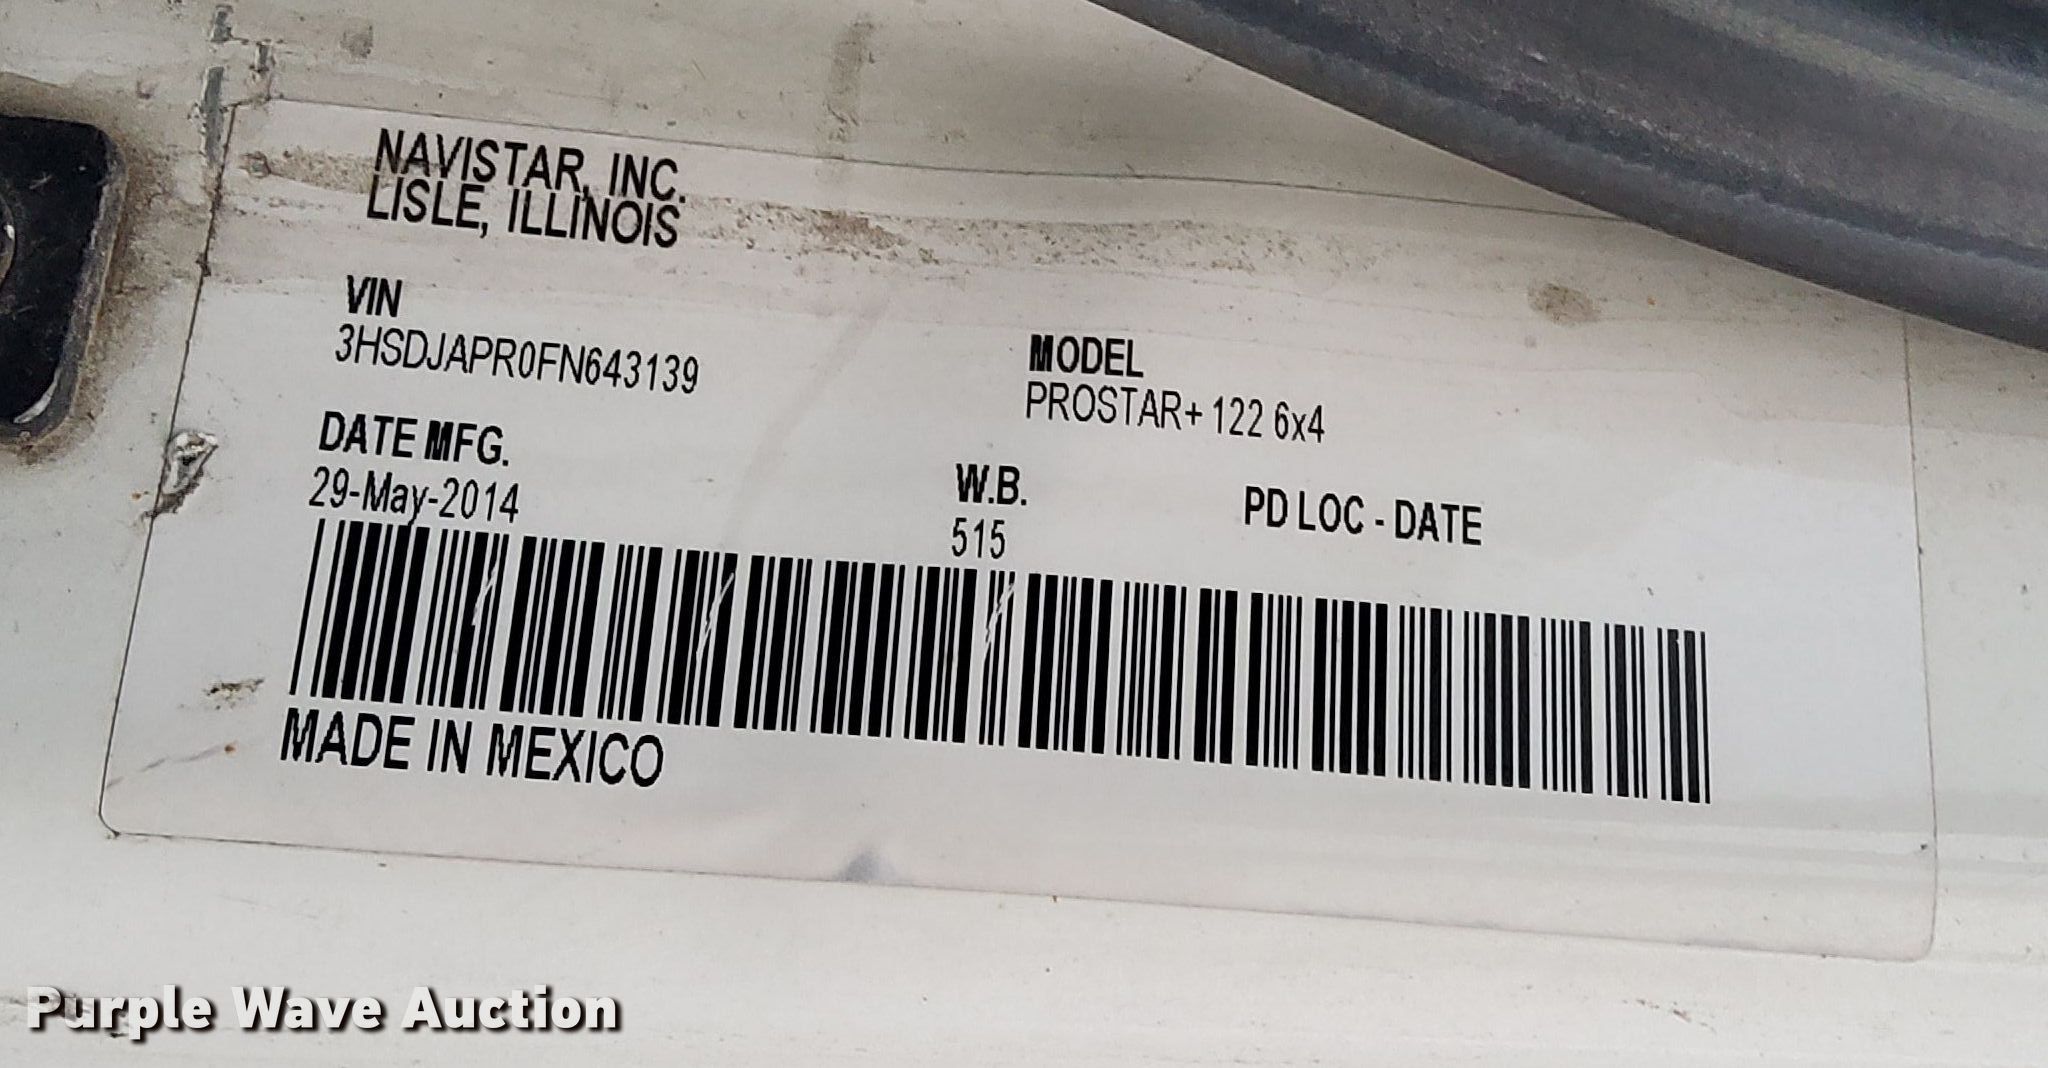 NAVISTAR, INC.
LISLE, ILLINOIS
VIN
3HSDJAPR0FN643139
MODEL
PROSTAR+ 122 6x4
DATE MFG.
29-May-2014
W.B.
515
PD LOC - DATE
MADE IN MEXICO
Purple Wave Auction